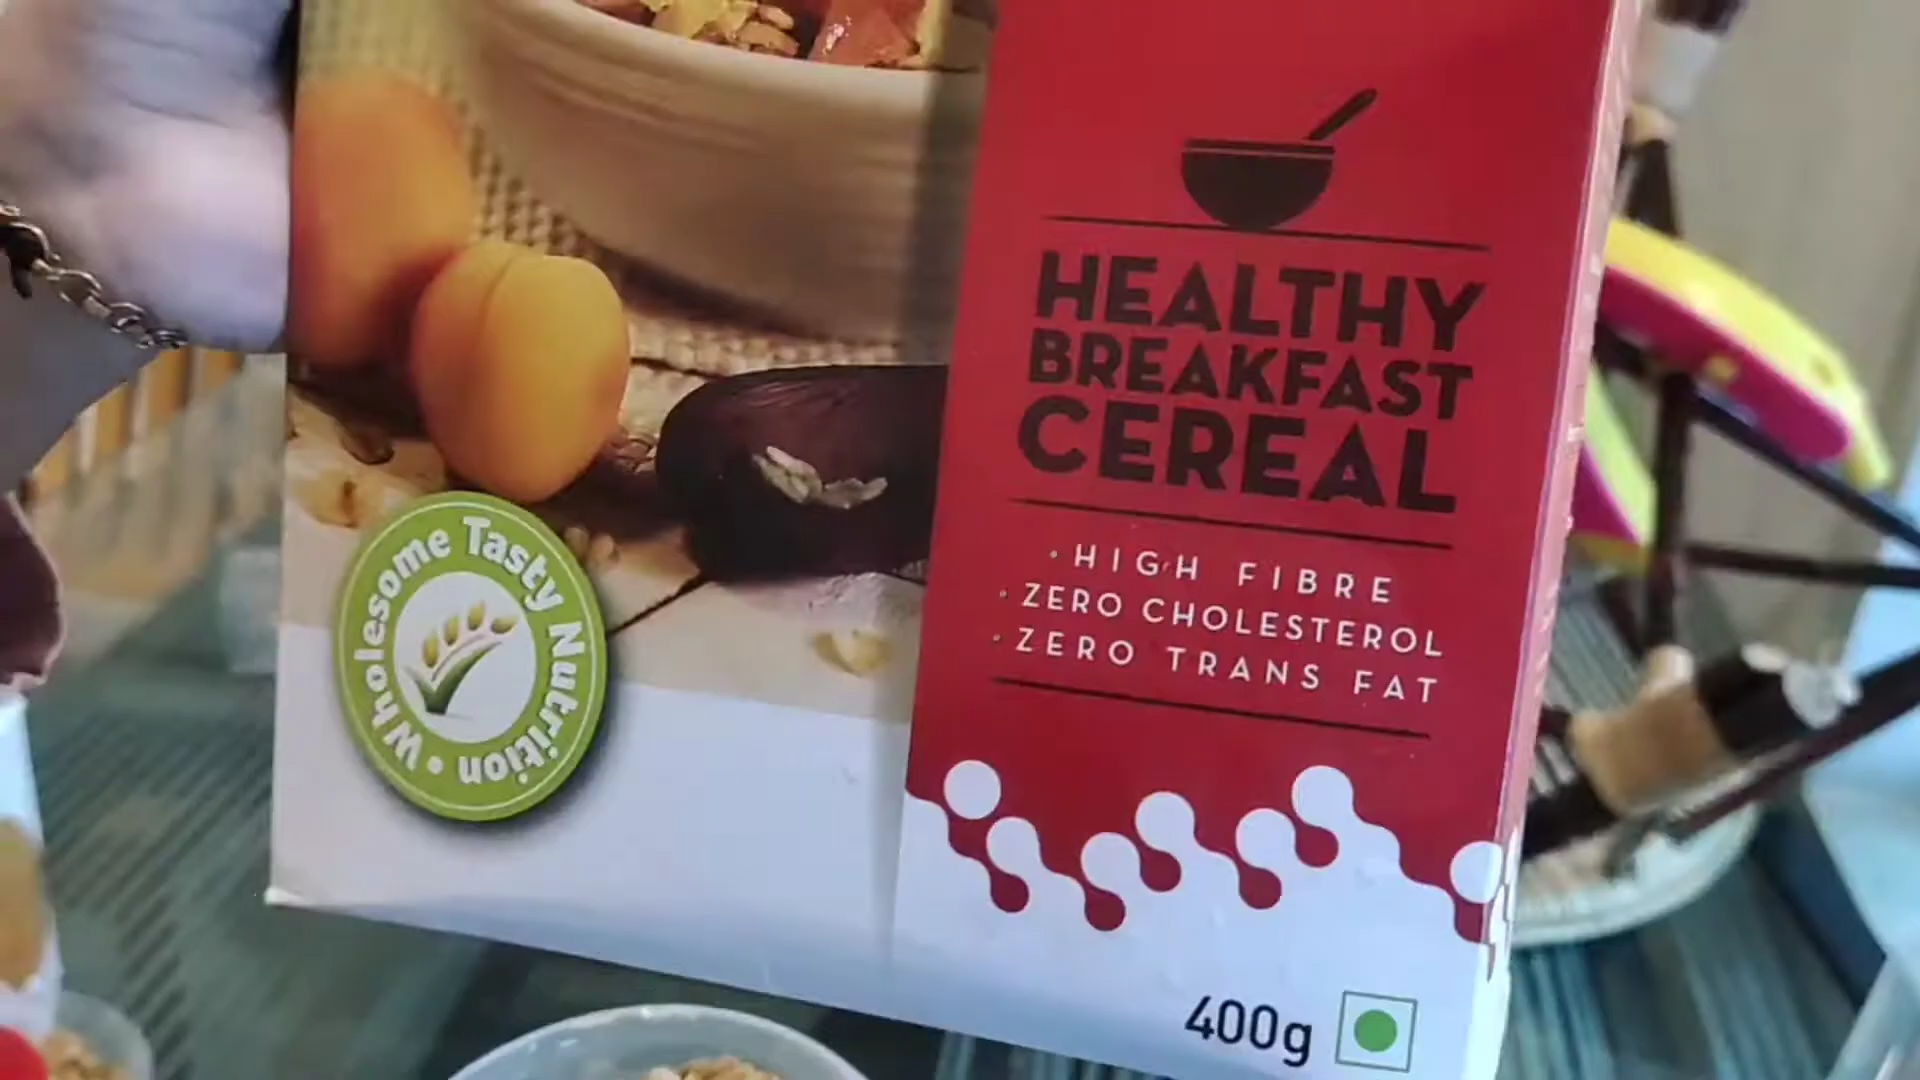 HEALTHY
BREAKFAST
CEREAL
• HIGH FIBRE
• ZERO CHOLESTEROL
• ZERO TRANS FAT
Wholesome Tasty Nutrition •
400g